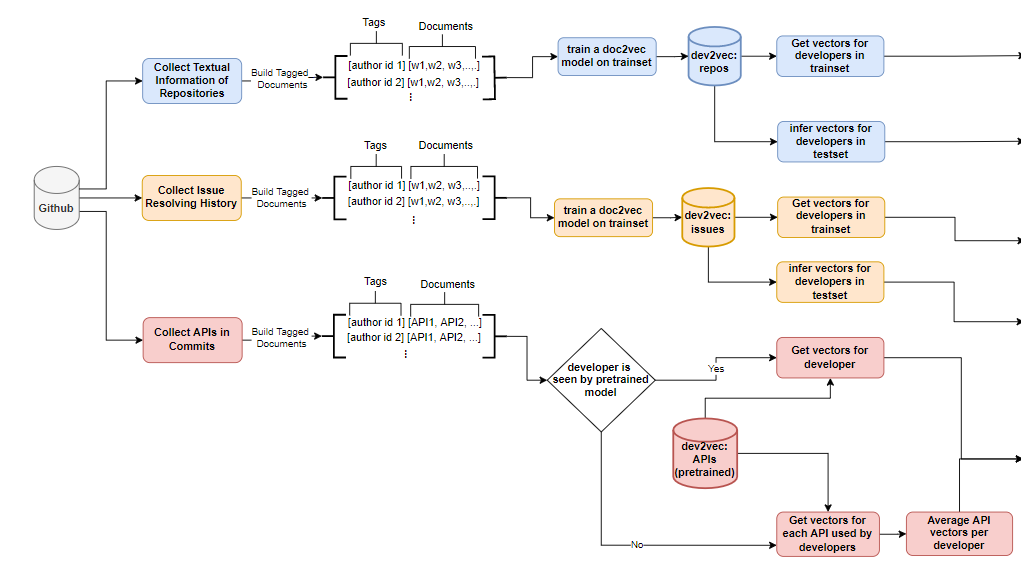 Tags
Documents
Collect Textual
Information of
Repositories
Build Tagged
Documents
[author id 1] [w1,w2, w3,...,.]
[author id 2] [w1,w2, w3,...,.]
⋮
train a doc2vec
model on trainset
dev2vec:
repos
Get vectors for
developers in
trainset
infer vectors for
developers in
testset
Github
Tags
Documents
Collect Issue
Resolving History
Build Tagged
Documents
[author id 1] [w1,w2, w3,...,.]
[author id 2] [w1,w2, w3,...,.]
⋮
train a doc2vec
model on trainset
dev2vec:
issues
Get vectors for
developers in
trainset
infer vectors for
developers in
testset
Tags
Documents
Collect APIs in
Commits
Build Tagged
Documents
[author id 1] [API1, API2, ...]
[author id 2] [API1, API2, ...]
⋮
developer is
seen by pretrained
model
Yes
Get vectors for
developer
dev2vec:
APIs
(pretrained)
No
Get vectors for
each API used by
developers
Average API
vectors per
developer